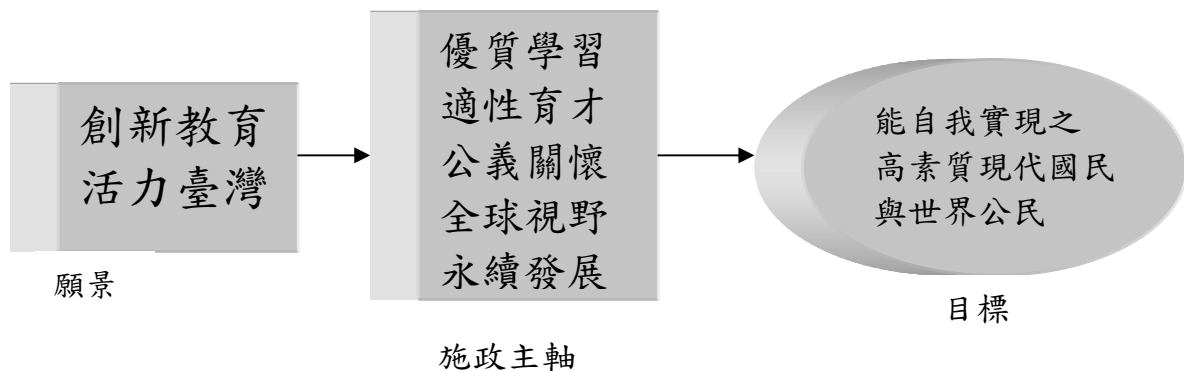 創新教育
活力臺灣
願景
優質學習
適性育才
公義關懷
全球視野
永續發展
施政主軸
能自我實現之
高素質現代國民
與世界公民
目標